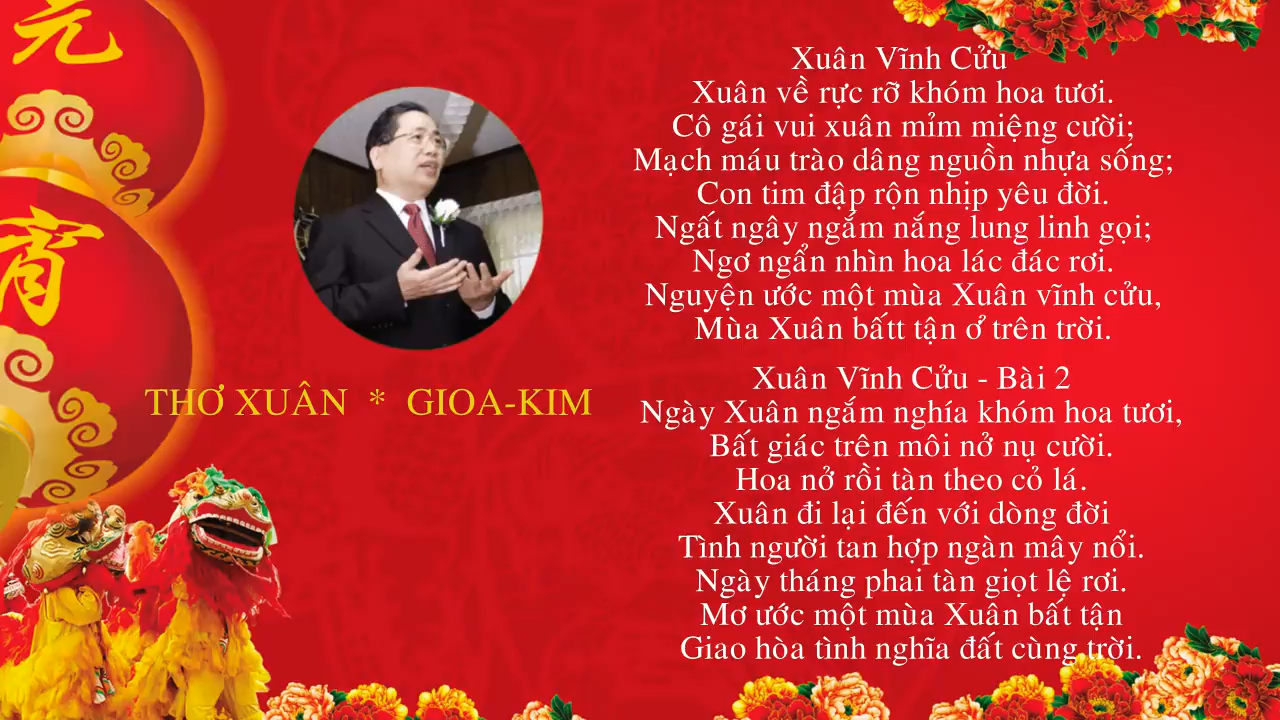 元
宵
THƠ XUÂN * GIOA-KIM
Xuân Vĩnh Cửu
Xuân về rực rỡ khóm hoa tươi.
Cô gái vui xuân mỉm miệng cười;
Mạch máu trào dâng nguồn nhựa sống;
Con tim đập rộn nhịp yêu đời.
Ngất ngây ngắm nắng lung linh gọi;
Ngơ ngẩn nhìn hoa lác đác rơi.
Nguyện ước một mùa Xuân vĩnh cửu,
Mùa Xuân bấtt tận ở trên trời.
Xuân Vĩnh Cửu - Bài 2
Ngày Xuân ngắm nghía khóm hoa tươi,
Bất giác trên môi nở nụ cười.
Hoa nở rồi tàn theo cỏ lá.
Xuân đi lại đến với dòng đời
Tình người tan hợp ngàn mây nổi.
Ngày tháng phai tàn giọt lệ rơi.
Mơ ước một mùa Xuân bất tận
Giao hòa tình nghĩa đất cùng trời.